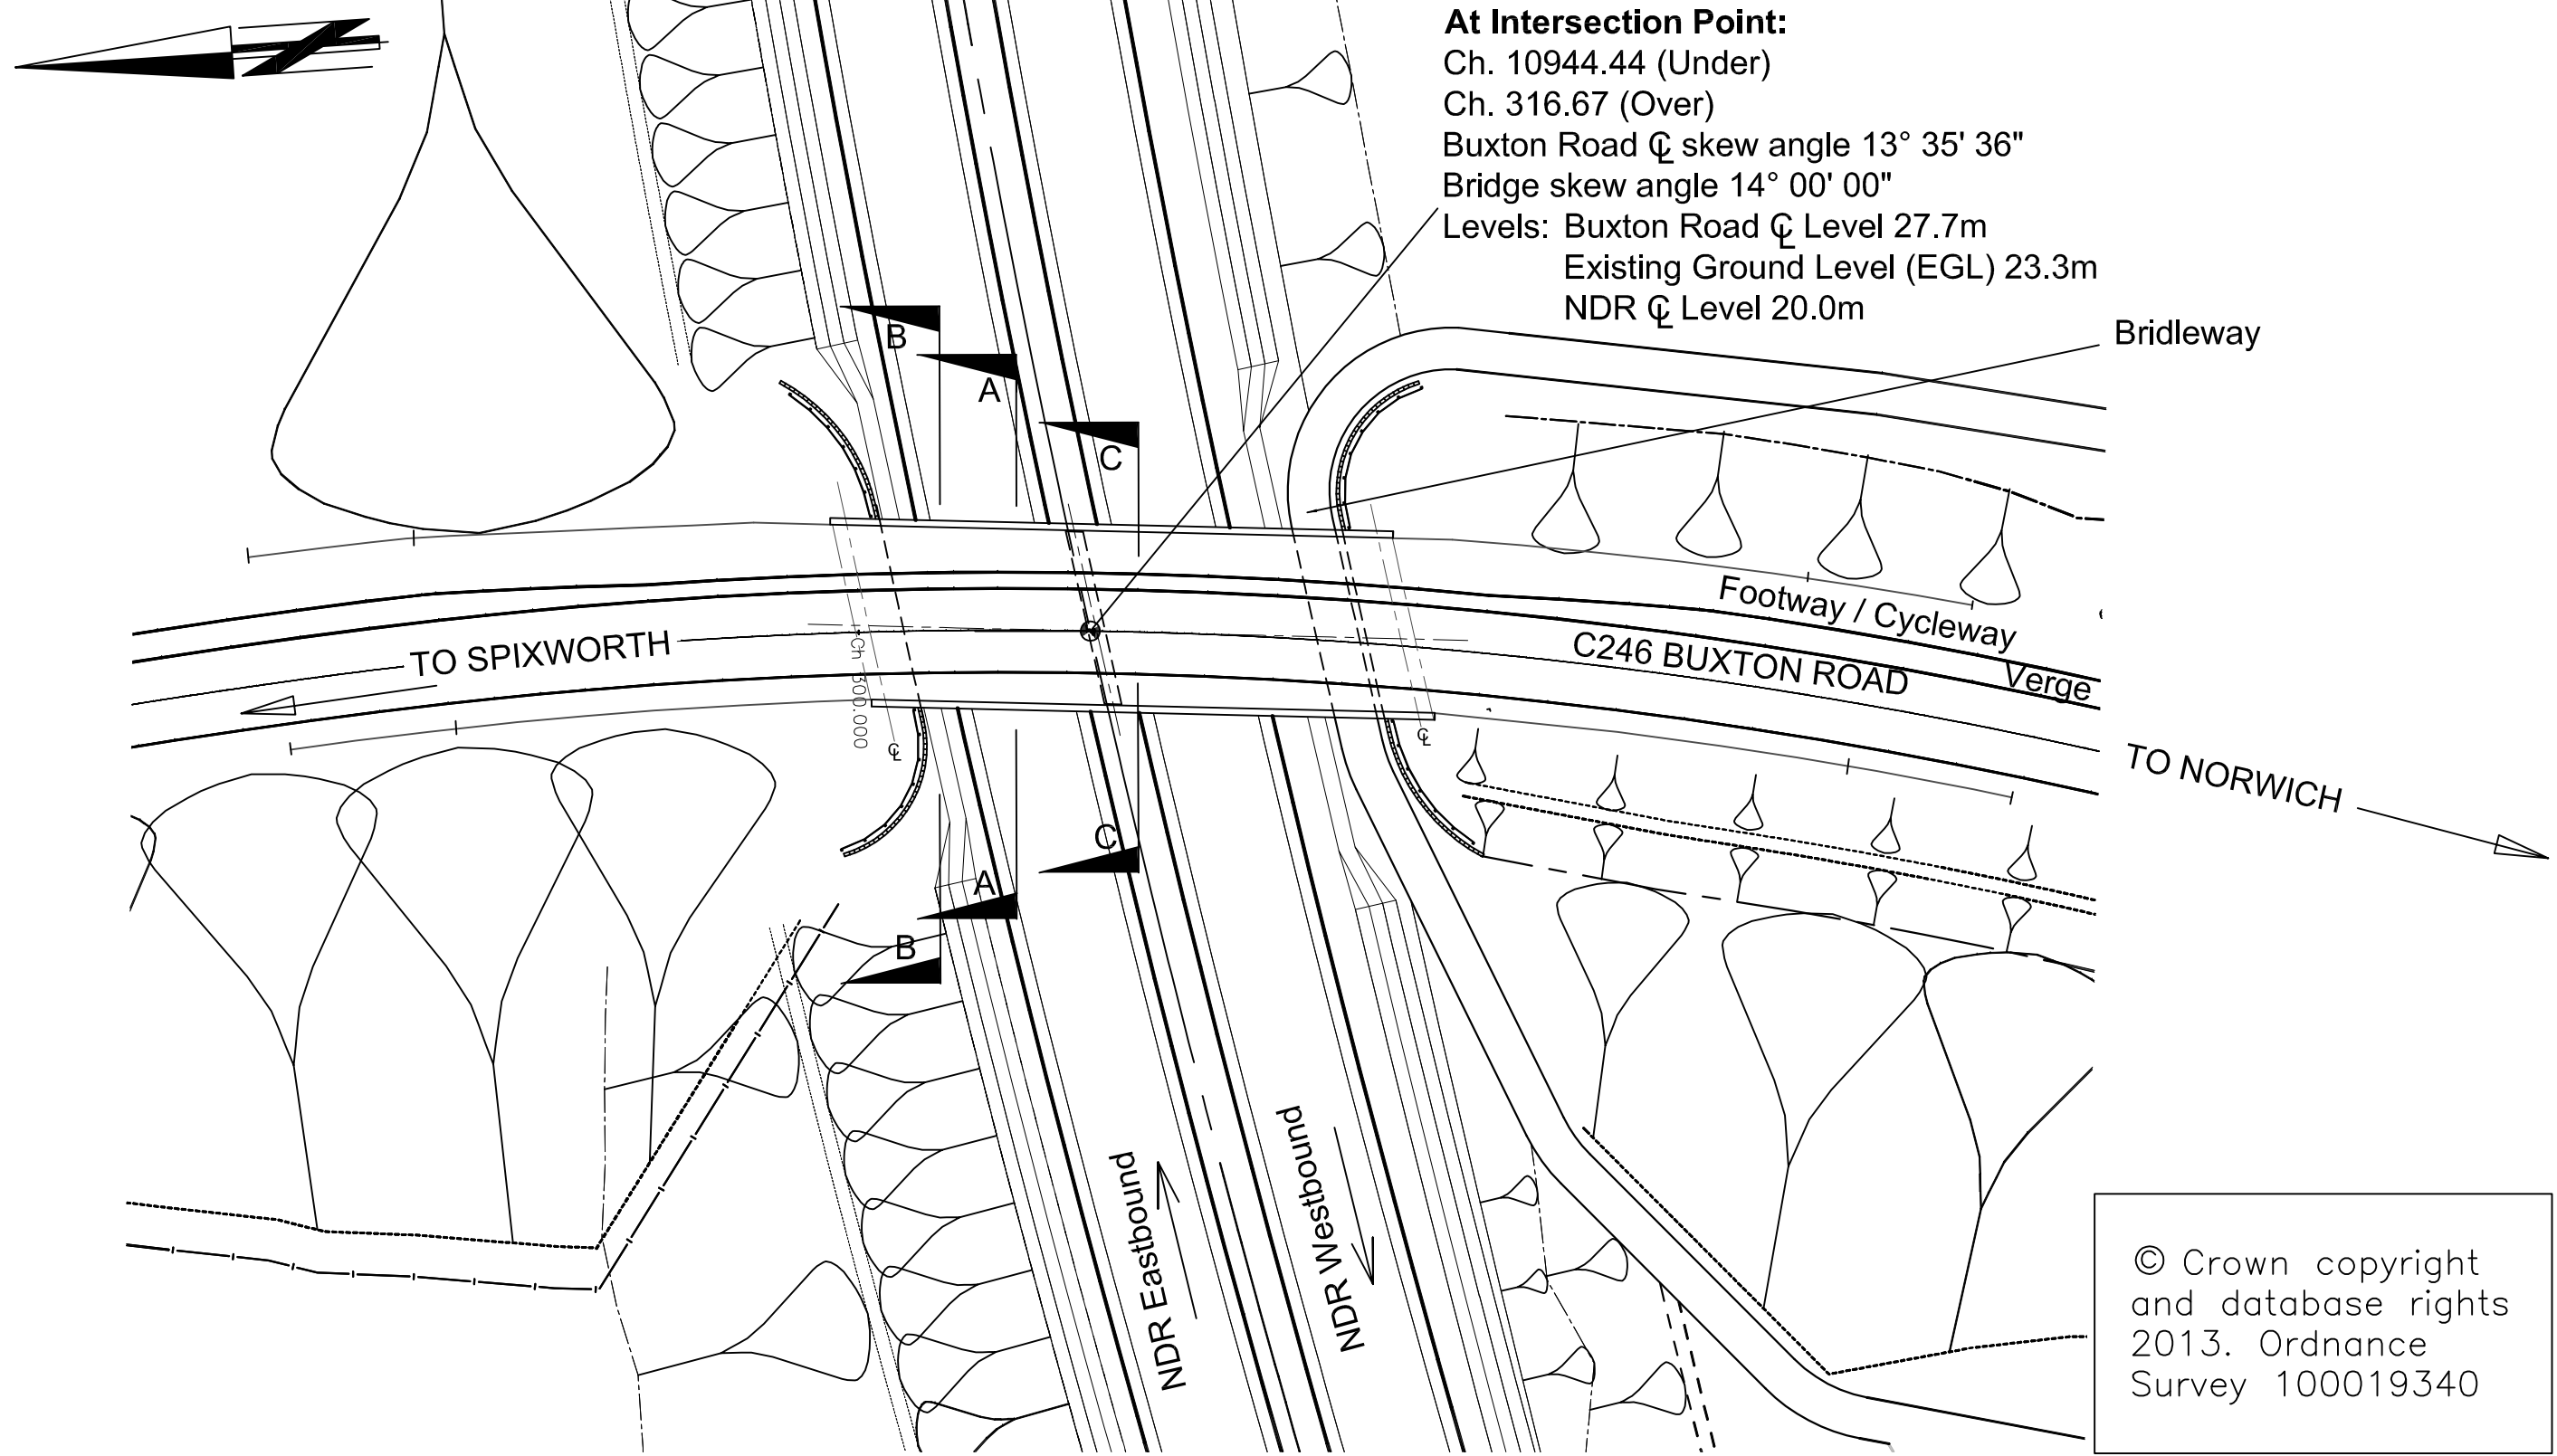 N
At Intersection Point:
Ch. 10944.44 (Under)
Ch. 316.67 (Over)
Buxton Road ℄ skew angle 13° 35' 36"
Bridge skew angle 14° 00' 00"
Levels: Buxton Road ℄ Level 27.7m
Existing Ground Level (EGL) 23.3m
NDR ℄ Level 20.0m
Bridleway
B
A
C
Footway / Cycleway
C246 BUXTON ROAD
Verge
TO SPIXWORTH
Ch 300.000
℄
℄
TO NORWICH
C
A
B
NDR Eastbound
NDR Westbound
© Crown copyright
and database rights
2013. Ordnance
Survey 100019340